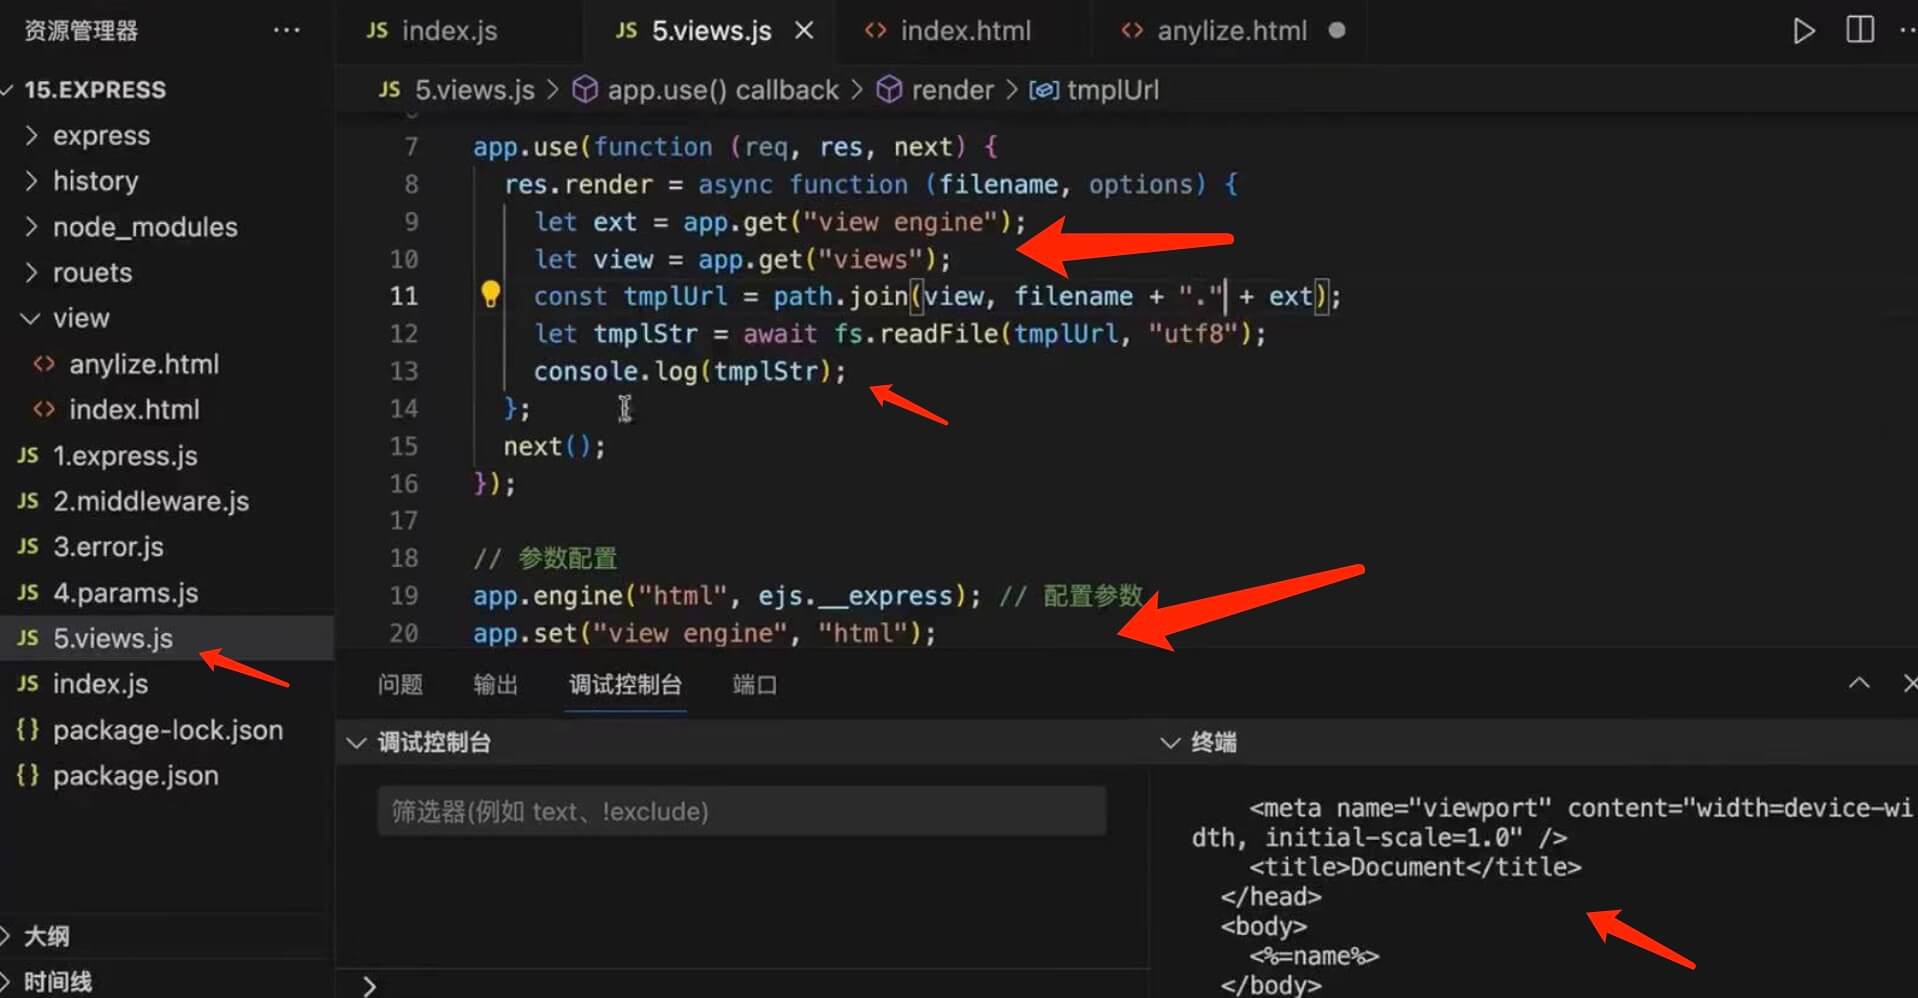 资源管理器
15.EXPRESS
express
history
node_modules
rouets
view
anylize.html
index.html
JS 1.express.js
JS 2.middleware.js
JS 3.error.js
JS 4.params.js
JS 5.views.js
JS index.js
{} package-lock.json
{} package.json
大纲
时间线
JS index.js
JS 5.views.js
<> index.html
<> anylize.html
JS 5.views.js > app.use() callback > render > tmplUrl
7 app.use(function (req, res, next) {
8 res.render = async function (filename, options) {
9 let ext = app.get("view engine");
10 let view = app.get("views");
11 const tmplUrl = path.join(view, filename + "." + ext);
12 let tmplStr = await fs.readFile(tmplUrl, "utf8");
13 console.log(tmplStr);
14 };
15 next();
16 });
17
18 // 参数配置
19 app.engine("html", ejs.__express); // 配置参数
20 app.set("view engine", "html");
问题 输出 调试控制台 端口
调试控制台
筛选器(例如 text、!exclude)
终端
<meta name="viewport" content="width=device-wi
dth, initial-scale=1.0" />
<title>Document</title>
</head>
<body>
<%=name%>
</body>